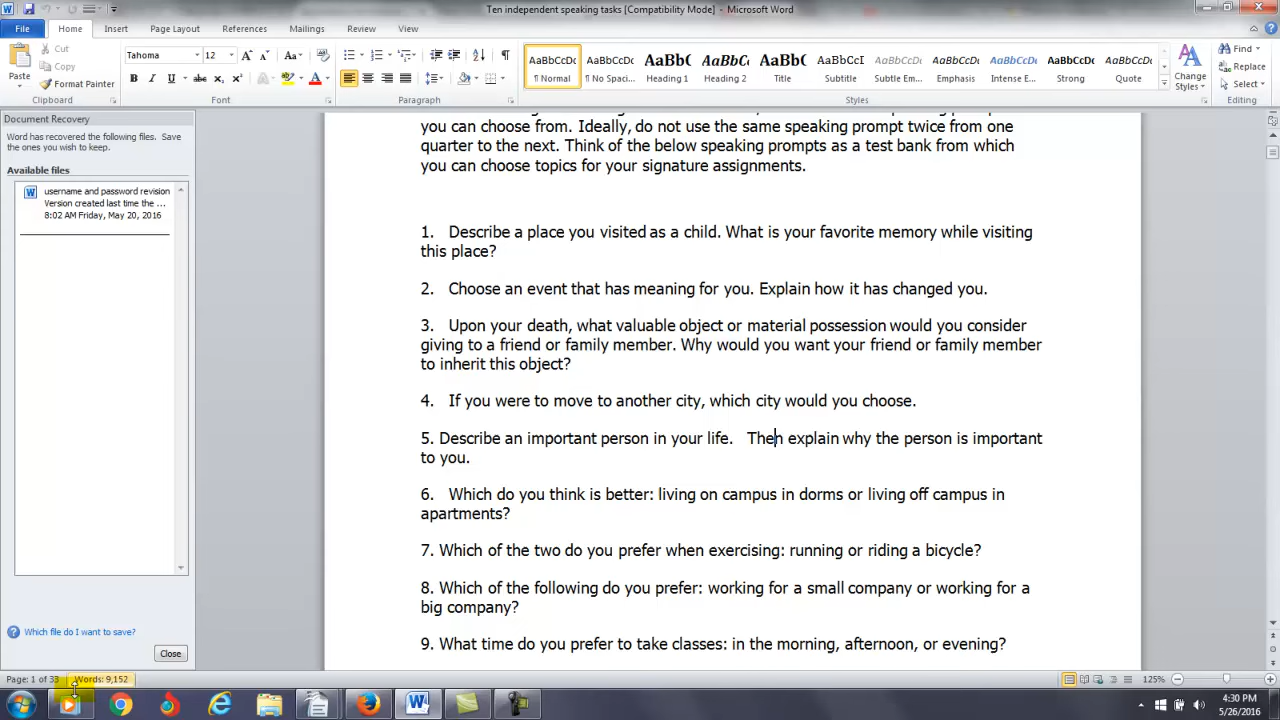 Ten independent speaking tasks [Compatibility Mode] - Microsoft Word
File Home Insert Page Layout References Mailings Review View
Paste
Cut
Copy
Format Painter
Tahoma 12
AaBbCcDc AaBbCcDc AaBbC AaBbCc AaBbC AaBbCcI AaBbCcDc AaBbCcDc AaBbCcDc AaBbCcDc AaBbCcDc
¶ Normal ¶ No Spaci... Heading 1 Heading 2 Title Subtitle Subtle Em... Emphasis Intense E... Strong Quote
Change Styles
Find
Replace
Select
Clipboard Font Paragraph Styles Editing
Document Recovery
Word has recovered the following files. Save
the ones you wish to keep.
Available files
username and password revision
Version created last time the ...
8:02 AM Friday, May 20, 2016
Which file do I want to save?
Close
you can choose from. Ideally, do not use the same speaking prompt twice from one
quarter to the next. Think of the below speaking prompts as a test bank from which
you can choose topics for your signature assignments.
1. Describe a place you visited as a child. What is your favorite memory while visiting
this place?
2. Choose an event that has meaning for you. Explain how it has changed you.
3. Upon your death, what valuable object or material possession would you consider
giving to a friend or family member. Why would you want your friend or family member
to inherit this object?
4. If you were to move to another city, which city would you choose.
5. Describe an important person in your life. Then explain why the person is important
to you.
6. Which do you think is better: living on campus in dorms or living off campus in
apartments?
7. Which of the two do you prefer when exercising: running or riding a bicycle?
8. Which of the following do you prefer: working for a small company or working for a
big company?
9. What time do you prefer to take classes: in the morning, afternoon, or evening?
Page: 1 of 33 Words: 9,152
125%
4:30 PM
5/26/2016